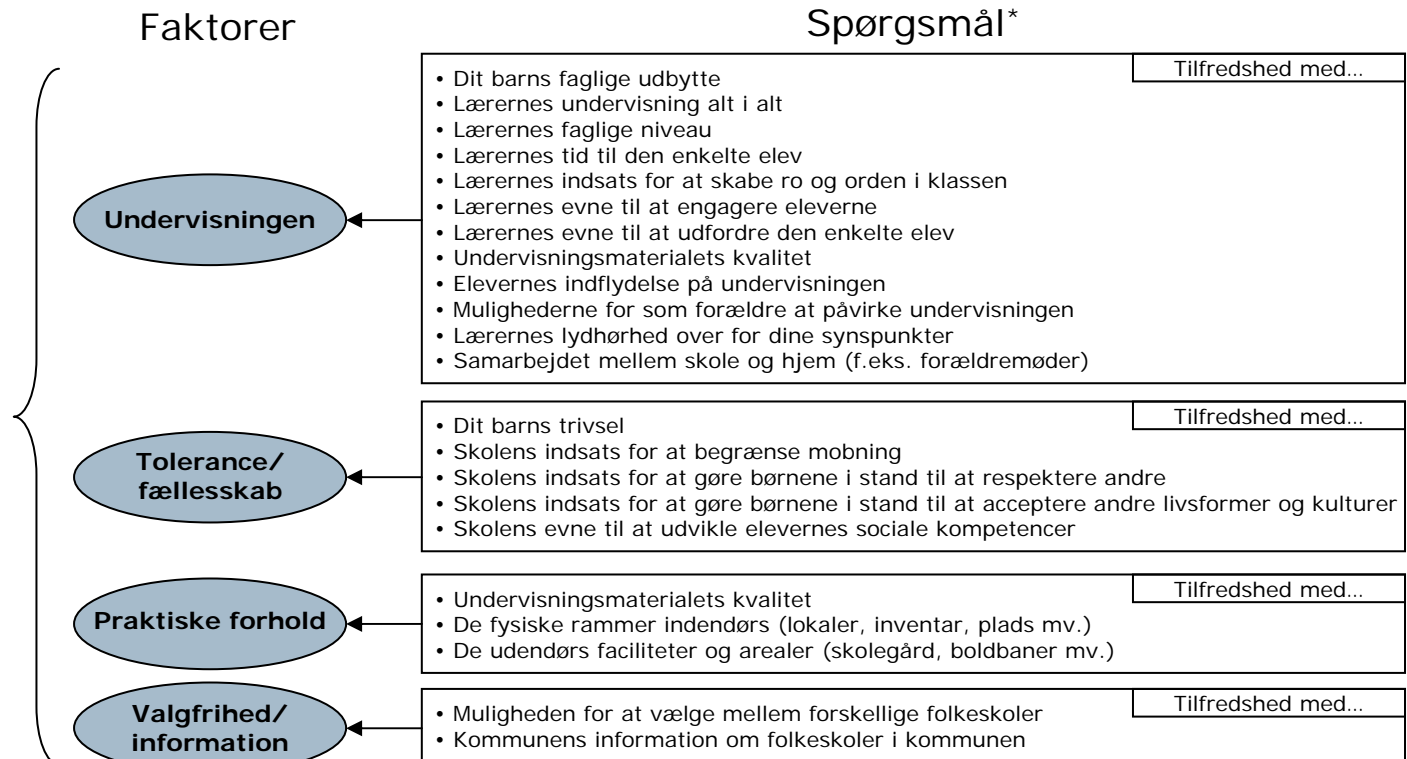 Faktorer
Spørgsmål*
Undervisningen
Tilfredshed med...
• Dit barns faglige udbytte
• Lærernes undervisning alt i alt
• Lærernes faglige niveau
• Lærernes tid til den enkelte elev
• Lærernes indsats for at skabe ro og orden i klassen
• Lærernes evne til at engagere eleverne
• Lærernes evne til at udfordre den enkelte elev
• Undervisningsmaterialets kvalitet
• Elevernes indflydelse på undervisningen
• Mulighederne for som forældre at påvirke undervisningen
• Lærernes lydhørhed over for dine synspunkter
• Samarbejdet mellem skole og hjem (f.eks. forældremøder)
Tolerance/
fællesskab
Tilfredshed med...
• Dit barns trivsel
• Skolens indsats for at begrænse mobning
• Skolens indsats for at gøre børnene i stand til at respektere andre
• Skolens indsats for at gøre børnene i stand til at acceptere andre livsformer og kulturer
• Skolens evne til at udvikle elevernes sociale kompetencer
Praktiske forhold
Tilfredshed med...
• Undervisningsmaterialets kvalitet
• De fysiske rammer indendørs (lokaler, inventar, plads mv.)
• De udendørs faciliteter og arealer (skolegård, boldbaner mv.)
Valgfrihed/
information
Tilfredshed med...
• Muligheden for at vælge mellem forskellige folkeskoler
• Kommunens information om folkeskoler i kommunen